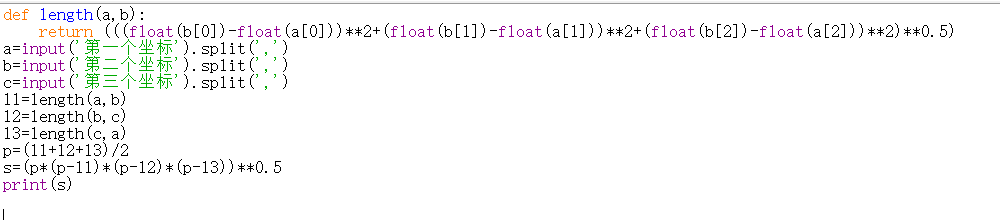 def length(a,b):
    return (((float(b[0])-float(a[0]))**2+(float(b[1])-float(a[1]))**2+(float(b[2])-float(a[2]))**2)**0.5)
a=input('第一个坐标').split(',')
b=input('第二个坐标').split(',')
c=input('第三个坐标').split(',')
l1=length(a,b)
l2=length(b,c)
l3=length(c,a)
p=(l1+l2+l3)/2
s=(p*(p-l1)*(p-l2)*(p-l3))**0.5
print(s)